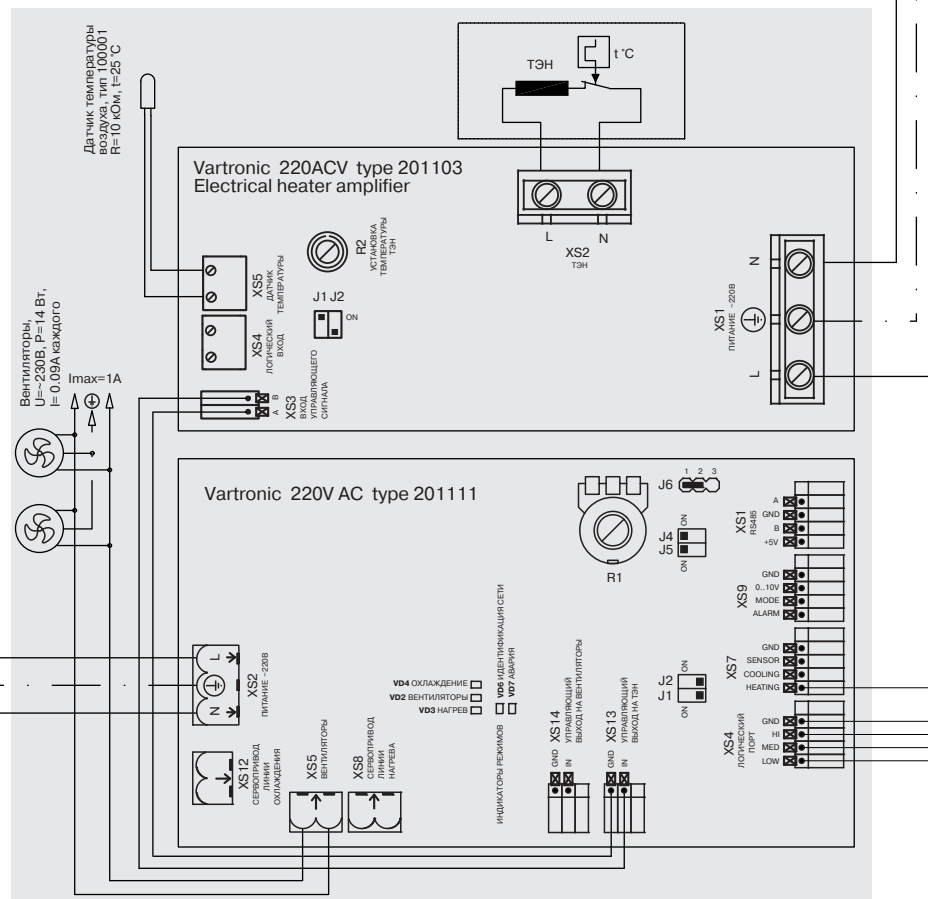 Датчик температуры
воздуха, тип 100001
R=10 кОм, t=25 °C
ТЭН
t °C
Vartronic 220ACV type 201103
Electrical heater amplifier
L
N
XS2
ТЭН
R2
УСТАНОВКА
ТЕМПЕРАТУРЫ
ТЭН
XS5
ДАТЧИК
ТЕМПЕРАТУРЫ
J1 J2
ON
XS4
ЛОГИЧЕСКИЙ
ВХОД
XS3
ВХОД
УПРАВЛЯЮЩЕГО
СИГНАЛА
B
A
XS1
ПИТАНИЕ ~220В
N
L
Вентиляторы,
U=~230В, P=14 Вт,
I= 0.09А каждого
Imax=1A
Vartronic 220V AC type 201111
R1
J6
1 2 3
ON
J4
J5
ON
XS1
RS485
A
GND
B
+5V
XS9
GND
0..10V
MODE
ALARM
XS7
GND
SENSOR
COOLING
HEATING
ON
J2
J1
ON
XS4
ЛОГИЧЕСКИЙ
ПОРТ
GND
HI
MED
LOW
XS2
ПИТАНИЕ ~220В
L
N
XS12
СЕРВОПРИВОД
ЛИНИИ
ОХЛАЖДЕНИЯ
XS5
ВЕНТИЛЯТОРЫ
XS8
СЕРВОПРИВОД
ЛИНИИ
НАГРЕВА
VD4 ОХЛАЖДЕНИЕ
VD2 ВЕНТИЛЯТОРЫ
VD3 НАГРЕВ
VD6 ИДЕНТИФИКАЦИЯ СЕТИ
VD7 АВАРИЯ
ИНДИКАТОРЫ РЕЖИМОВ
XS14
УПРАВЛЯЮЩИЙ
ВЫХОД НА ВЕНТИЛЯТОРЫ
GND
IN
XS13
УПРАВЛЯЮЩИЙ
ВЫХОД НА ТЭН
GND
IN